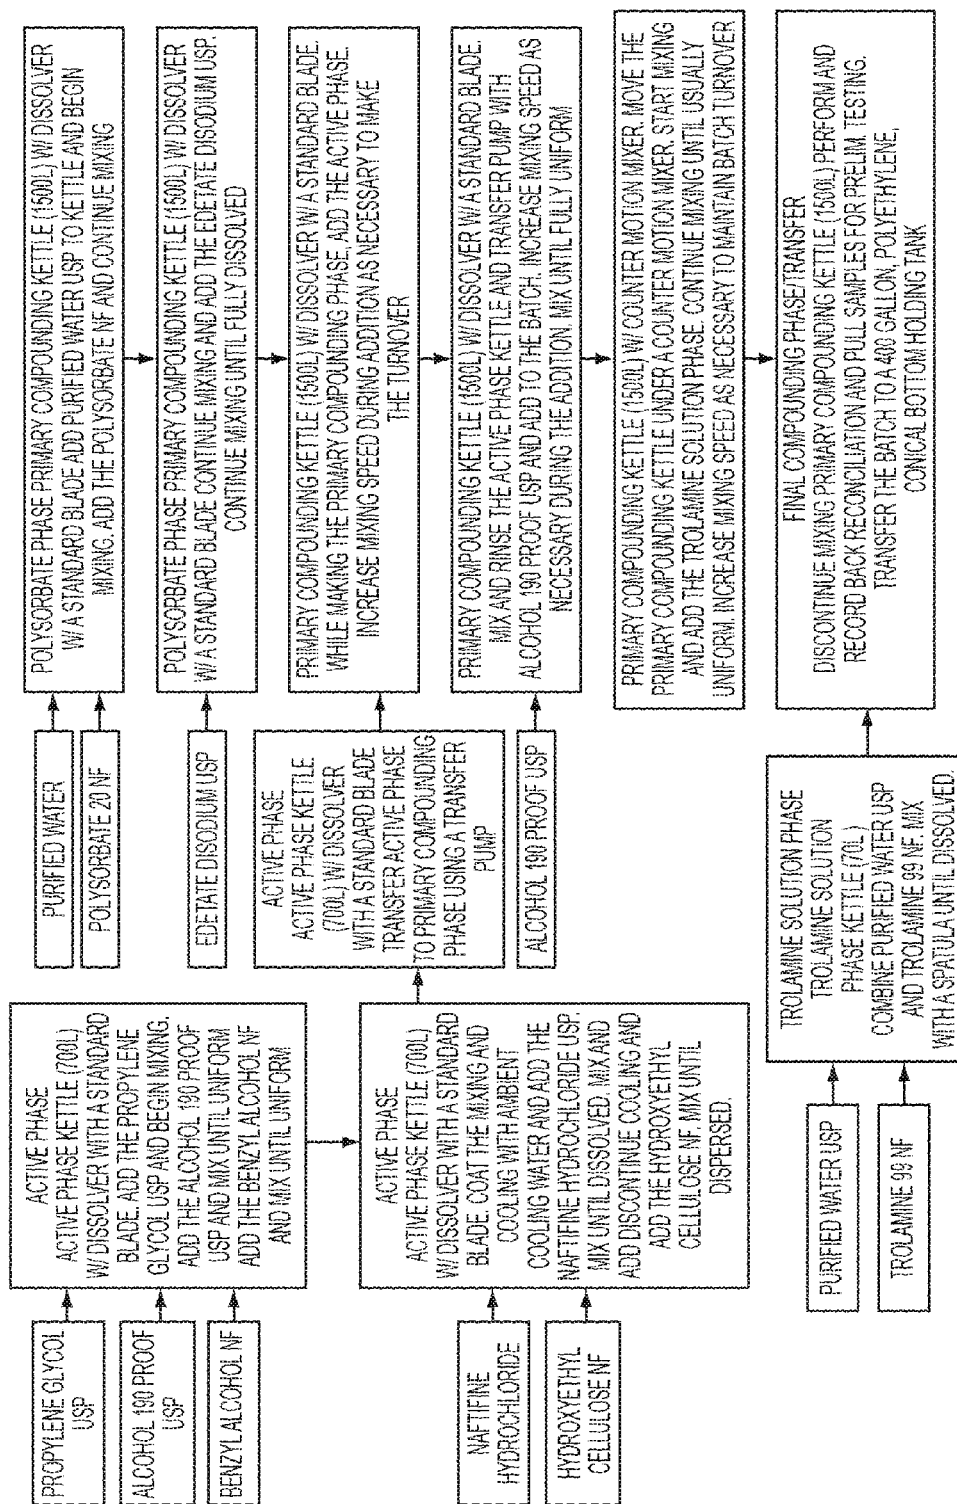 PROPYLENE GLYCOL
USP
ALCOHOL 190 PROOF
USP
BENZYL ALCOHOL NF
ACTIVE PHASE
ACTIVE PHASE KETTLE (700L)
W/ DISSOLVER WITH A STANDARD
BLADE. ADD THE PROPYLENE
GLYCOL USP AND BEGIN MIXING.
ADD THE ALCOHOL 190 PROOF
USP AND MIX UNTIL UNIFORM
ADD THE BENZYL ALCOHOL NF
AND MIX UNTIL UNIFORM
PURIFIED WATER
POLYSORBATE 20 NF
POLYSORBATE PHASE PRIMARY COMPOUNDING KETTLE (1500L) W/ DISSOLVER
W/ A STANDARD BLADE ADD PURIFIED WATER USP TO KETTLE AND BEGIN
MIXING. ADD THE POLYSORBATE NF AND CONTINUE MIXING
EDETATE DISODIUM USP
POLYSORBATE PHASE PRIMARY COMPOUNDING KETTLE (1500L) W/ DISSOLVER
W/ A STANDARD BLADE CONTINUE MIXING AND ADD THE EDETATE DISODIUM USP.
CONTINUE MIXING UNTIL FULLY DISSOLVED
NAFTIFINE
HYDROCHLORIDE
HYDROXYETHYL
CELLULOSE NF
ACTIVE PHASE
ACTIVE PHASE KETTLE (700L)
W/ DISSOLVER WITH A STANDARD
BLADE. COAT THE MIXING AND
COOLING WITH AMBIENT
COOLING WATER AND ADD THE
NAFTIFINE HYDROCHLORIDE USP.
MIX UNTIL DISSOLVED. MIX AND
ADD DISCONTINUE COOLING AND
ADD THE HYDROXYETHYL
CELLULOSE NF. MIX UNTIL
DISPERSED.
ACTIVE PHASE
ACTIVE PHASE KETTLE
(700L) W/ DISSOLVER
WITH A STANDARD BLADE
TRANSFER ACTIVE PHASE
TO PRIMARY COMPOUNDING
PHASE USING A TRANSFER
PUMP
PRIMARY COMPOUNDING KETTLE (1500L) W/ DISSOLVER W/ A STANDARD BLADE.
WHILE MAKING THE PRIMARY COMPOUNDING PHASE, ADD THE ACTIVE PHASE.
INCREASE MIXING SPEED DURING ADDITION AS NECESSARY TO MAKE
THE TURNOVER
ALCOHOL 190 PROOF USP
PRIMARY COMPOUNDING KETTLE (1500L) W/ DISSOLVER W/ A STANDARD BLADE.
MIX AND RINSE THE ACTIVE PHASE KETTLE AND TRANSFER PUMP WITH
ALCOHOL 190 PROOF USP AND ADD TO THE BATCH. INCREASE MIXING SPEED AS
NECESSARY DURING THE ADDITION. MIX UNTIL FULLY UNIFORM
PRIMARY COMPOUNDING KETTLE (1500L) W/ COUNTER MOTION MIXER. MOVE THE
PRIMARY COMPOUNDING KETTLE UNDER A COUNTER MOTION MIXER. START MIXING
AND ADD THE TROLAMINE SOLUTION PHASE. CONTINUE MIXING UNTIL USUALLY
UNIFORM. INCREASE MIXING SPEED AS NECESSARY TO MAINTAIN BATCH TURNOVER
PURIFIED WATER USP
TROLAMINE 99 NF
TROLAMINE SOLUTION PHASE
TROLAMINE SOLUTION
PHASE KETTLE (70L)
COMBINE PURIFIED WATER USP
AND TROLAMINE 99 NF. MIX
WITH A SPATULA UNTIL DISSOLVED.
FINAL COMPOUNDING PHASE/TRANSFER
DISCONTINUE MIXING PRIMARY COMPOUNDING KETTLE (1500L) PERFORM AND
RECORD BACK RECONCILIATION AND PULL SAMPLES FOR PRELIM. TESTING.
TRANSFER THE BATCH TO A 400 GALLON, POLYETHYLENE,
CONICAL BOTTOM HOLDING TANK